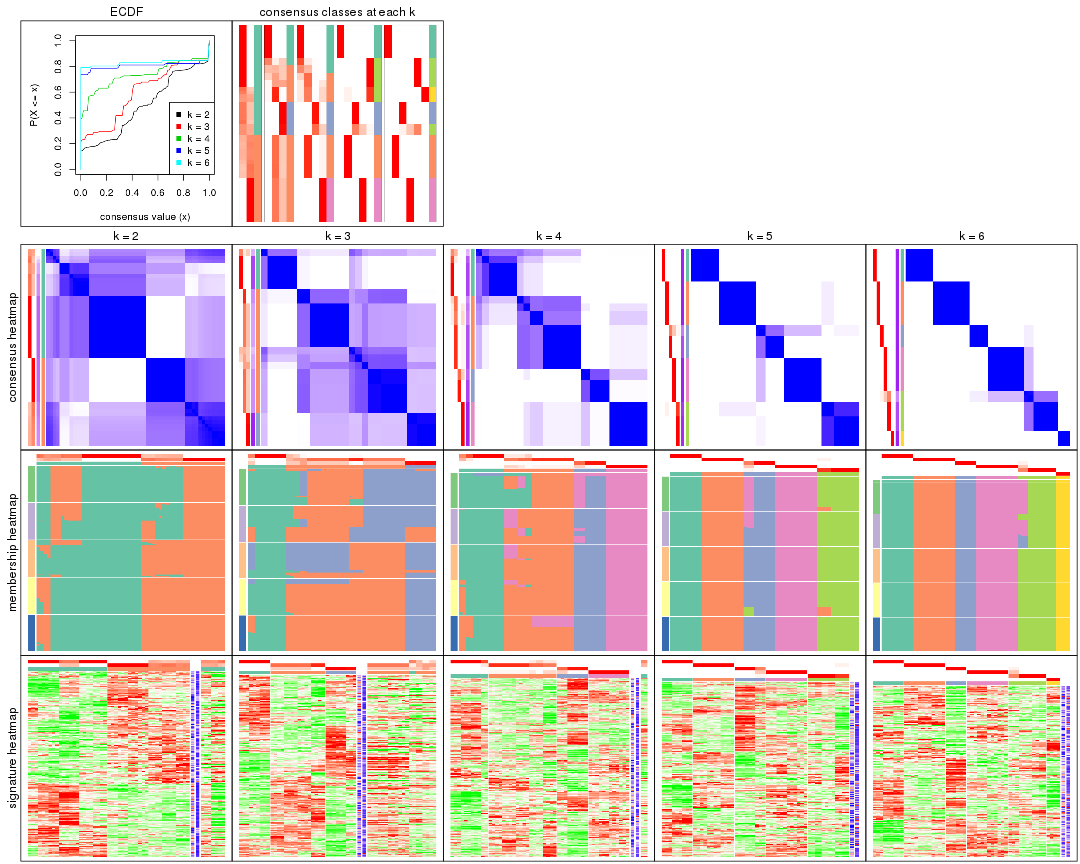 ECDF
consensus classes at each k
P(X <= x)
0.0 0.2 0.4 0.6 0.8 1.0
k = 2
k = 3
k = 4
k = 5
k = 6
0.0 0.2 0.4 0.6 0.8 1.0
consensus value (x)
k = 2 k = 3 k = 4 k = 5 k = 6
consensus heatmap
membership heatmap
signature heatmap